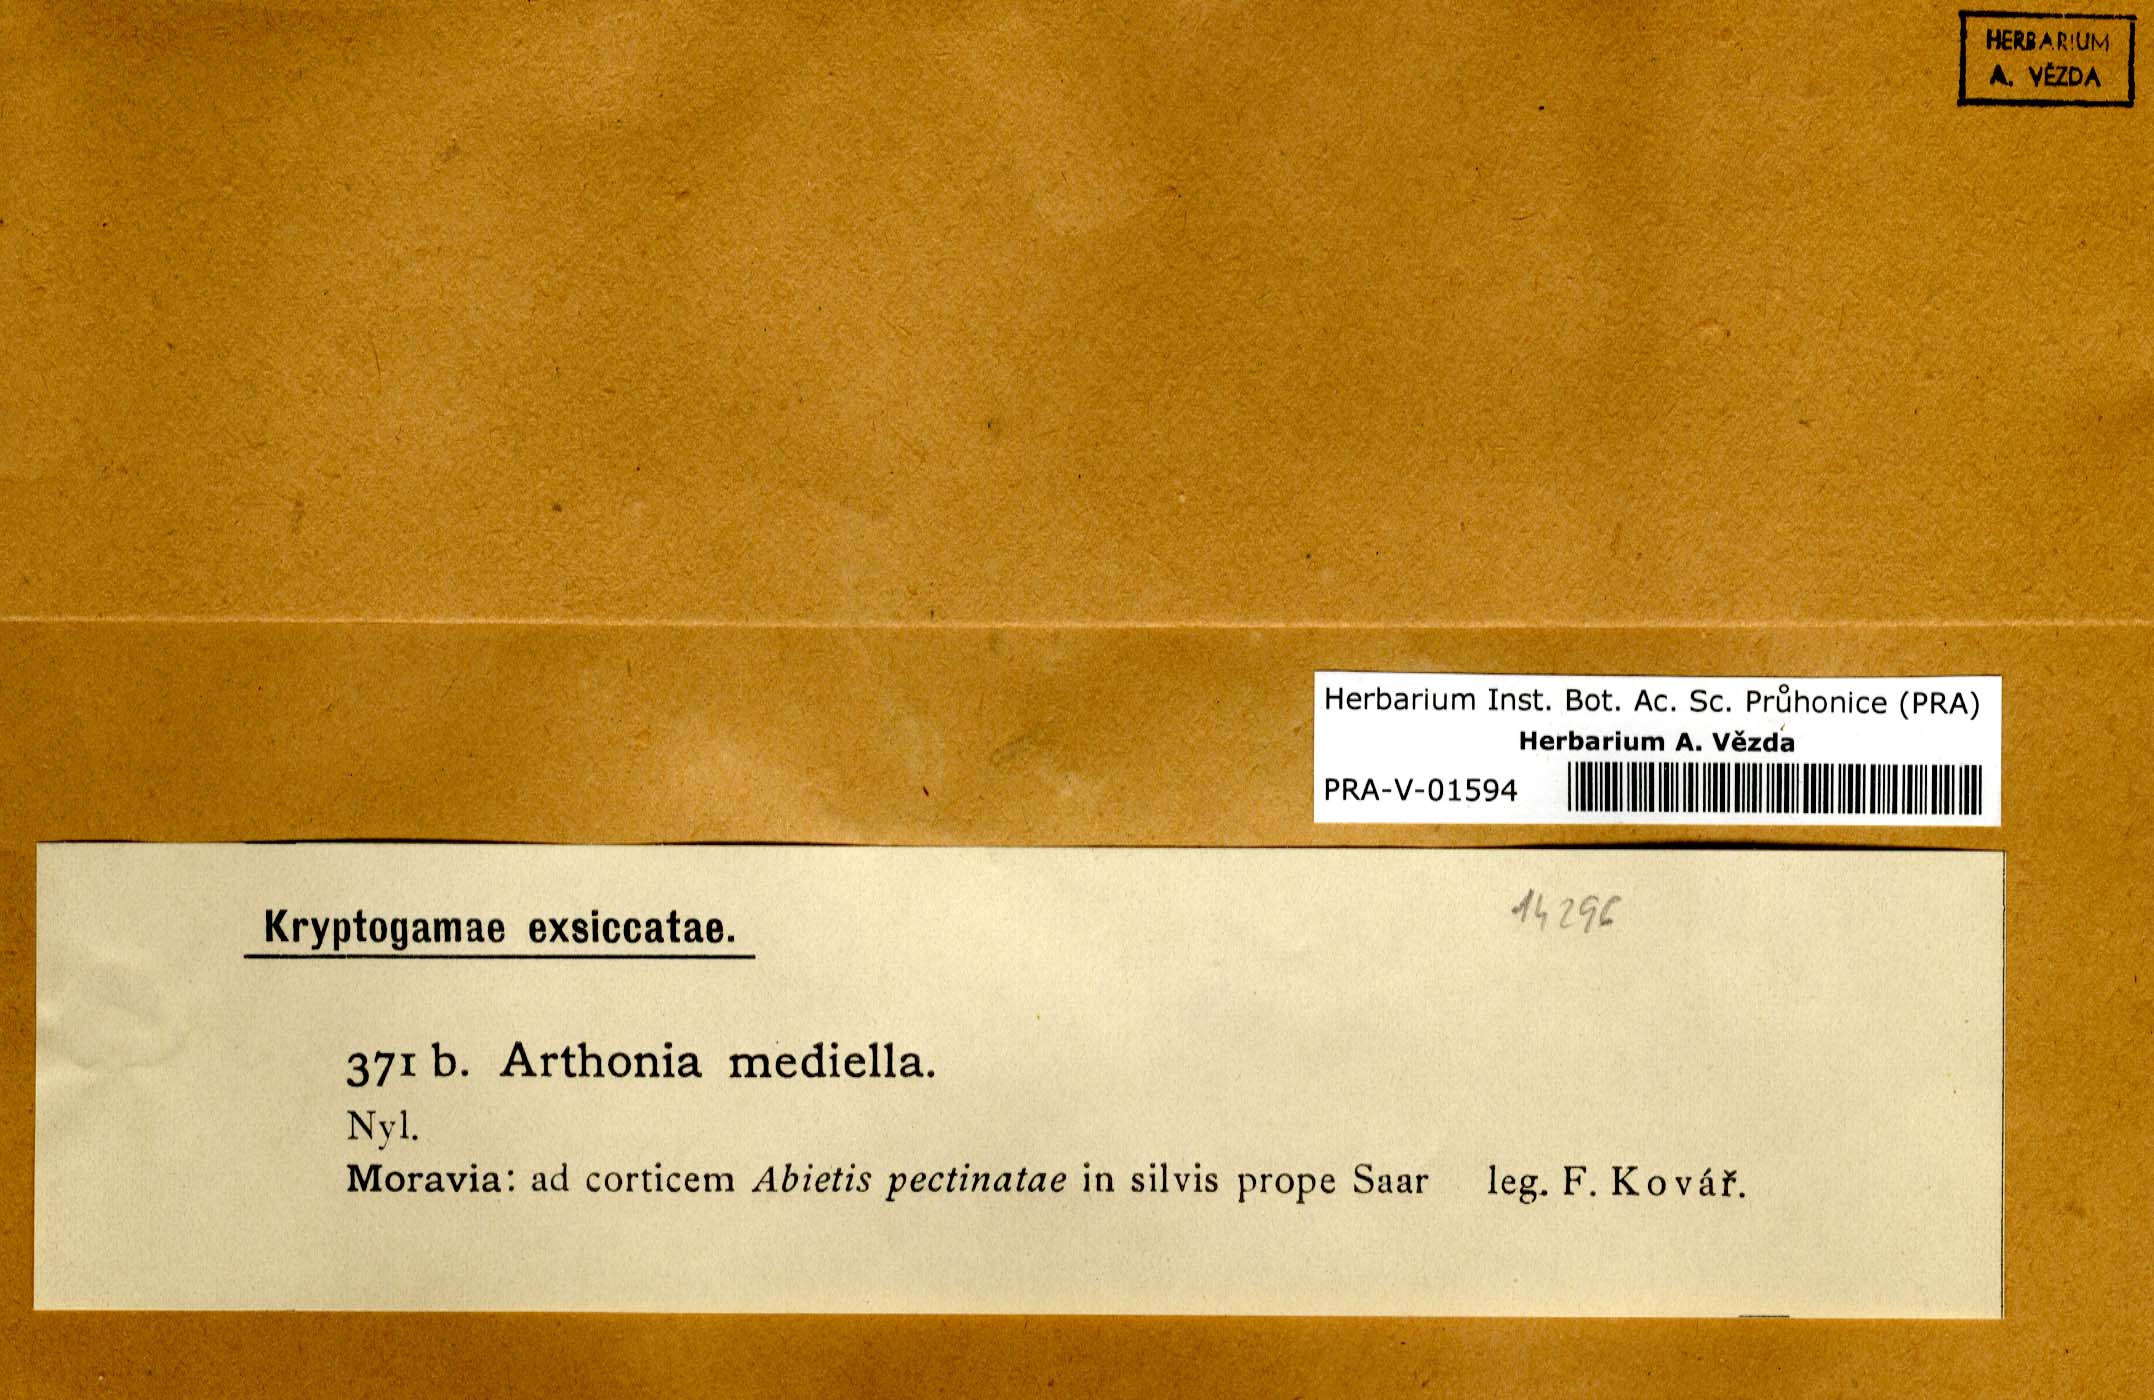 HERBARIUM
A. VĚZDA
Herbarium Inst. Bot. Ac. Sc. Průhonice (PRA)
Herbarium A. Vězda
PRA-V-01594
Kryptogamae exsiccatae.
14296
371 b. Arthonia mediella.
Nyl.
Moravia: ad corticem Abietis pectinatae in silvis prope Saar leg. F. Kovář.